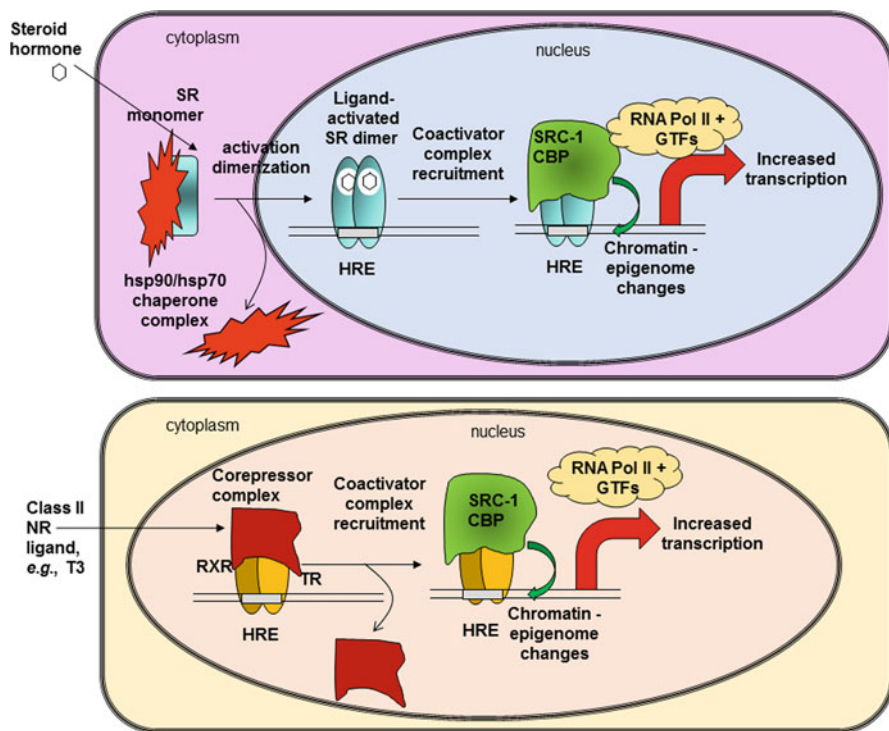 Steroid
hormone
cytoplasm
nucleus
SR
monomer
activation
dimerization
Ligand-
activated
SR dimer
Coactivator
complex
recruitment
SRC-1
CBP
RNA Pol II +
GTFs
Increased
transcription
HRE
HRE
Chromatin -
epigenome
changes
hsp90/hsp70
chaperone
complex
cytoplasm
nucleus
Class II
NR
ligand,
e.g., T3
Corepressor
complex
RXR
TR
HRE
Coactivator
complex
recruitment
SRC-1
CBP
HRE
RNA Pol II +
GTFs
Increased
transcription
Chromatin -
epigenome
changes